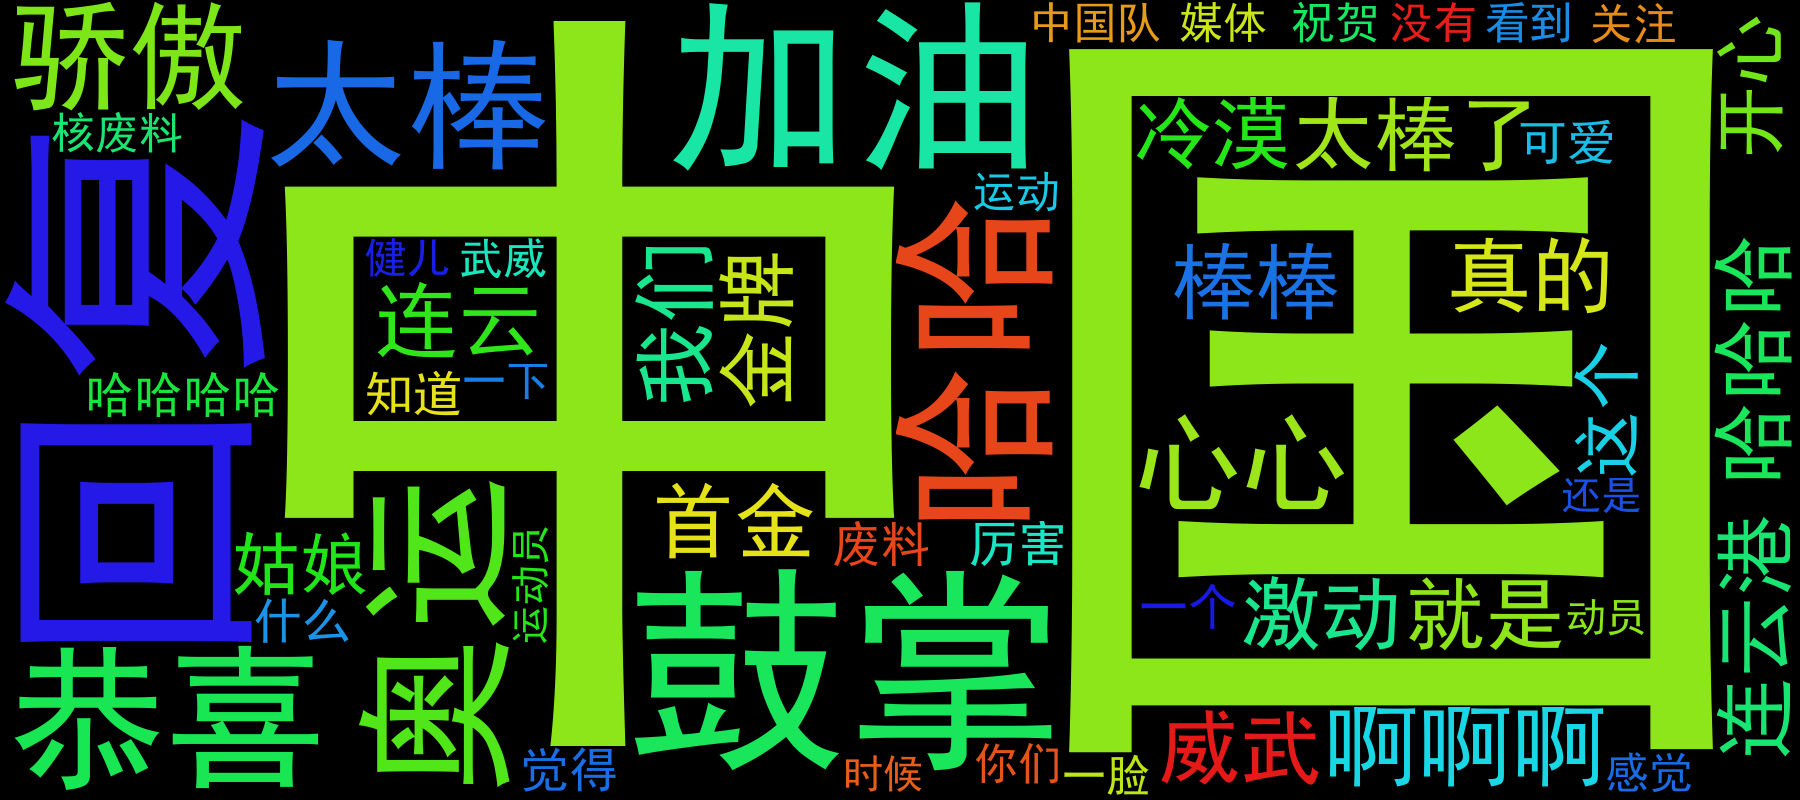 骄傲
太棒
加油
中国队
媒体
祝贺
没有
看到
关注
开心
核废料
回复
中国
冷漠
太棒了
可爱
运动
健儿
武威
连云
我们
金牌
哈哈
棒棒
真的
哈哈哈
知道
一下
哈哈哈哈
这个
心心
还是
首金
废料
厉害
奥运
运动员
姑娘
什么
鼓掌
一个
激动
就是
动员
连云港
恭喜
觉得
时候
你们
一脸
威武
啊啊啊
感觉